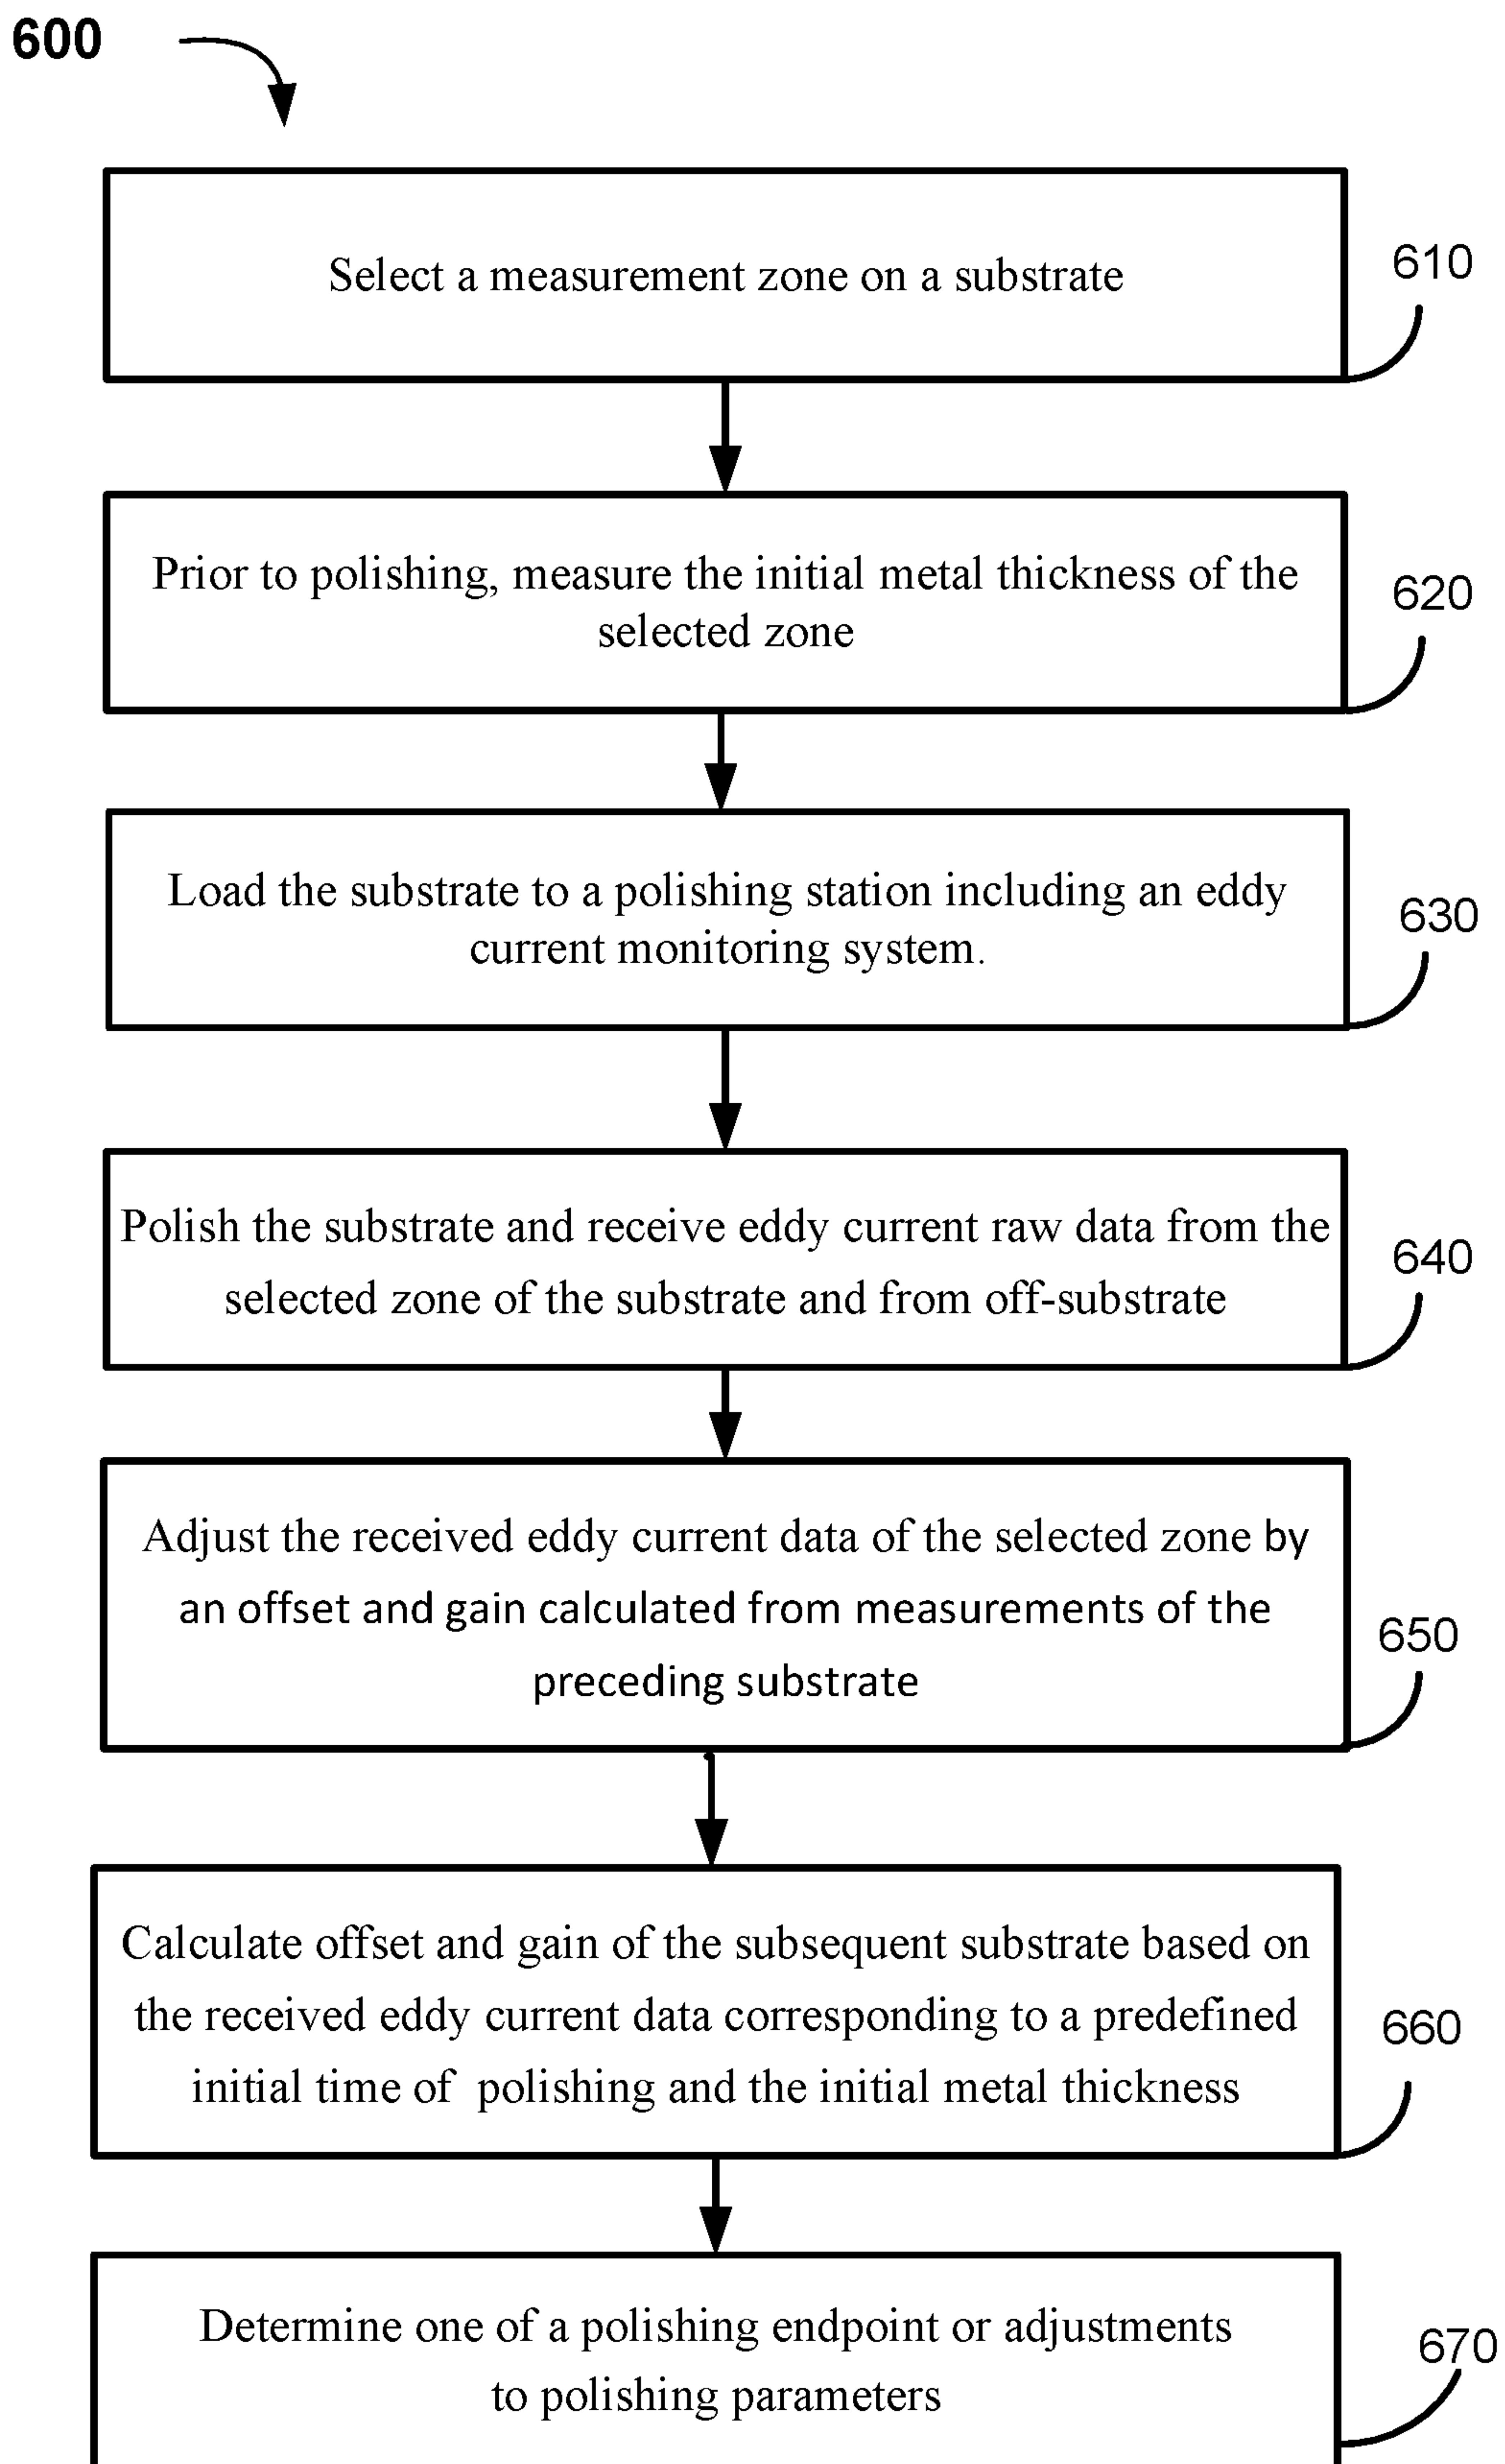 600
Select a measurement zone on a substrate
610
Prior to polishing, measure the initial metal thickness of the
selected zone
620
Load the substrate to a polishing station including an eddy
current monitoring system.
630
Polish the substrate and receive eddy current raw data from the
selected zone of the substrate and from off-substrate
640
Adjust the received eddy current data of the selected zone by
an offset and gain calculated from measurements of the
preceding substrate
650
Calculate offset and gain of the subsequent substrate based on
the received eddy current data corresponding to a predefined
initial time of polishing and the initial metal thickness
660
Determine one of a polishing endpoint or adjustments
to polishing parameters
670